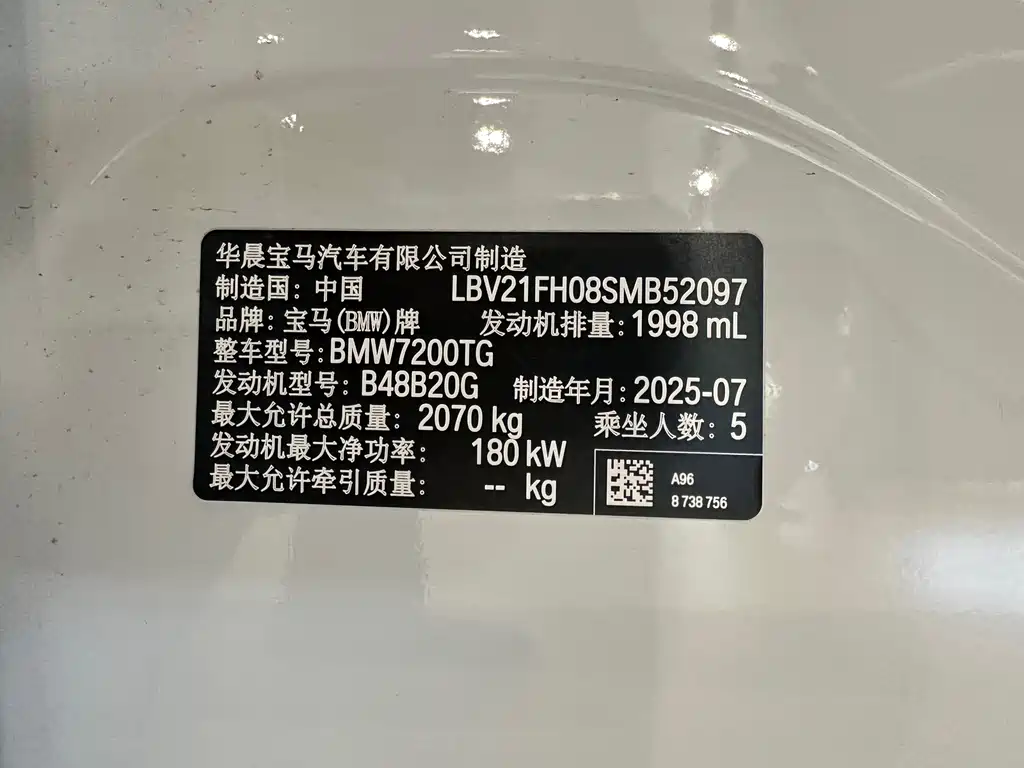 华晨宝马汽车有限公司制造
制造国：中国 LBV21FH08SMB52097
品牌：宝马(BMW)牌 发动机排量：1998 mL
整车型号：BMW7200TG
发动机型号：B48B20G 制造年月：2025-07
最大允许总质量：2070 kg 乘坐人数：5
发动机最大净功率：180 kW
最大允许牵引质量：-- kg
A96
8 738 756